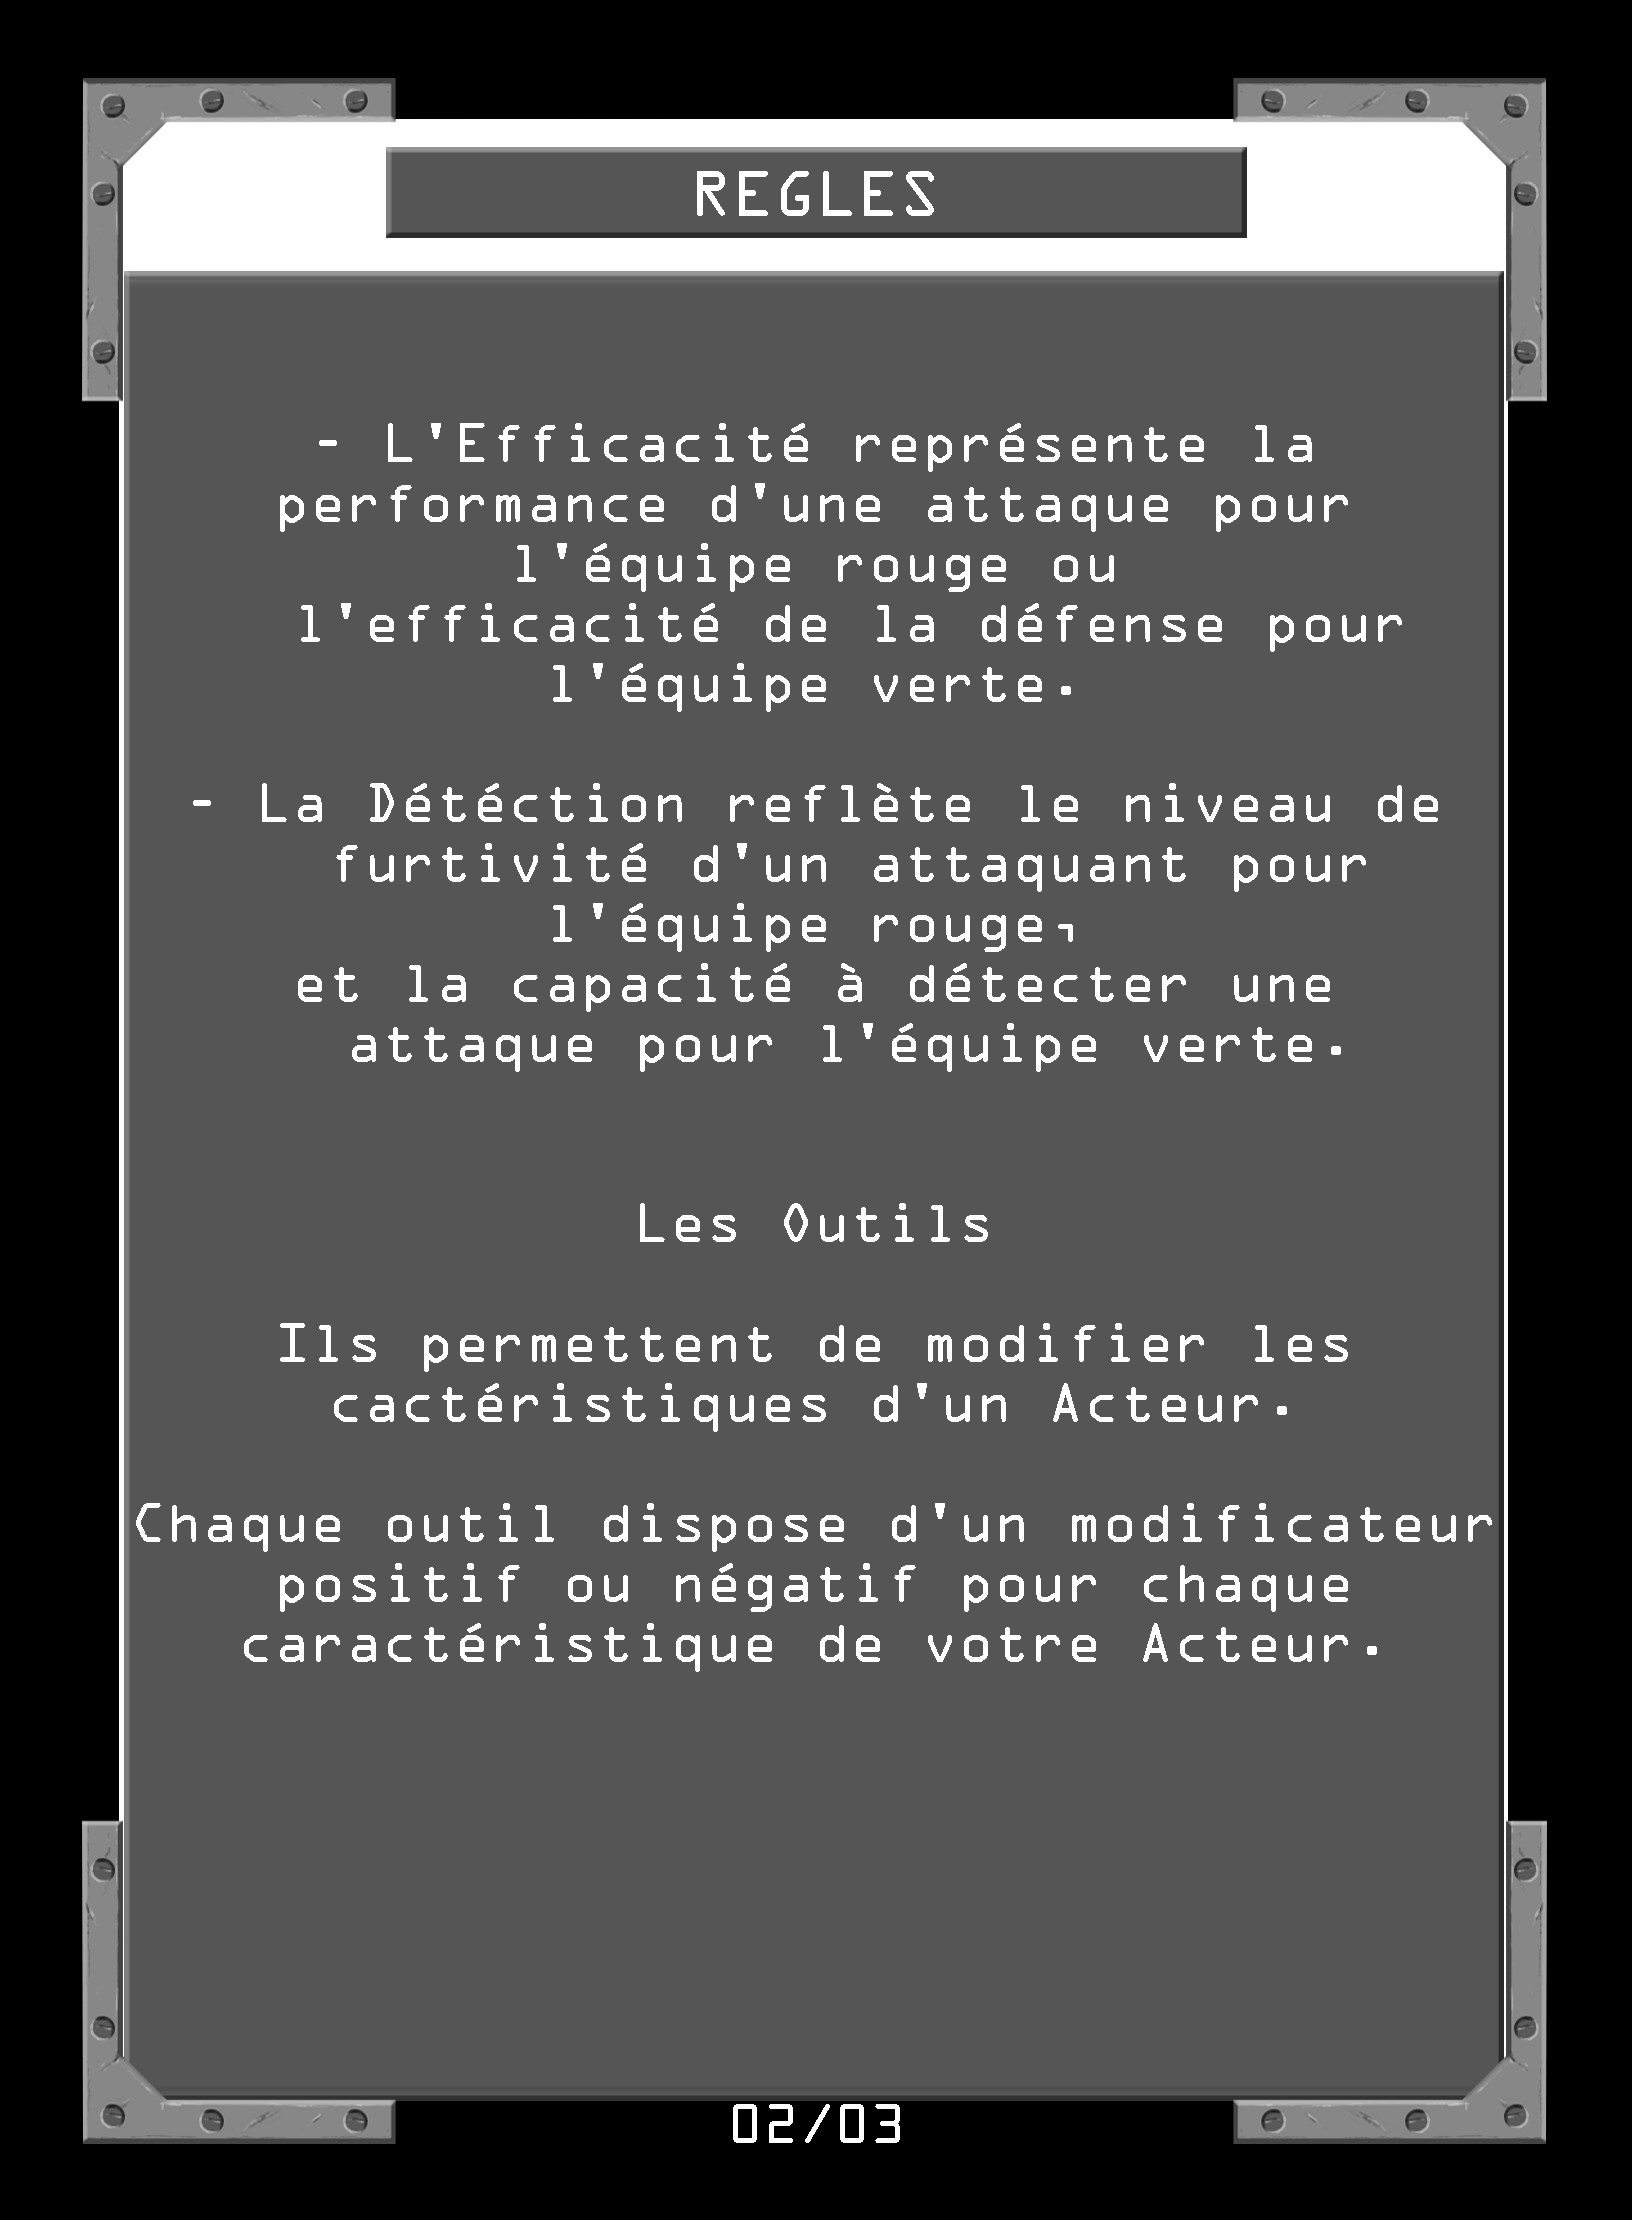 REGLES
- L'Efficacité représente la
performance d'une attaque pour
l'équipe rouge ou
l'efficacité de la défense pour
l'équipe verte.
- La Détéction reflète le niveau de
furtivité d'un attaquant pour
l'équipe rouge,
et la capacité à détecter une
attaque pour l'équipe verte.
Les Outils
Ils permettent de modifier les
cactéristiques d'un Acteur.
Chaque outil dispose d'un modificateur
positif ou négatif pour chaque
caractéristique de votre Acteur.
02/03